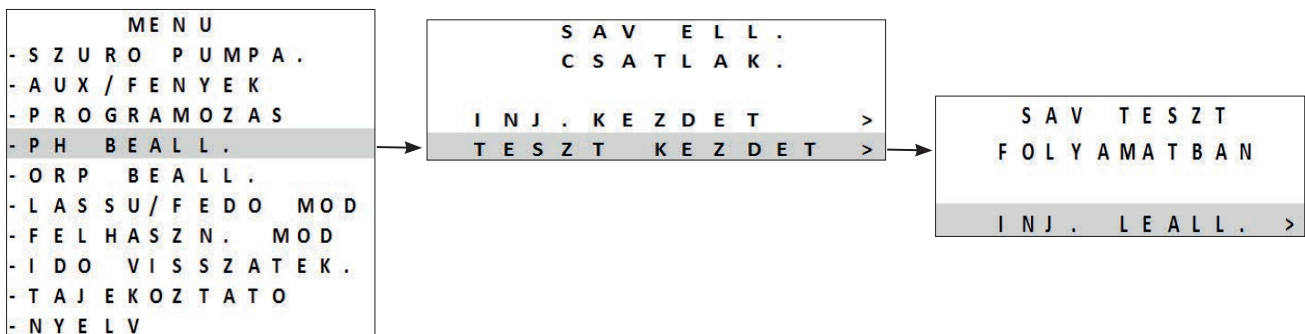 MENU
-SZURO PUMPA.
-AUX/FENYEK
-PROGRAMOZAS
-PH BEALL.
-ORP BEALL.
-LASSU/FEDO MOD
-FELHASZN. MOD
-IDO VISSZATEK.
-TAJEKOZTATO
-NYELV
SAV ELL.
CSATLAK.
INJ.KEZDET >
TESZT KEZDET >
SAV TESZT
FOLYAMATBAN
INJ. LEALL. >